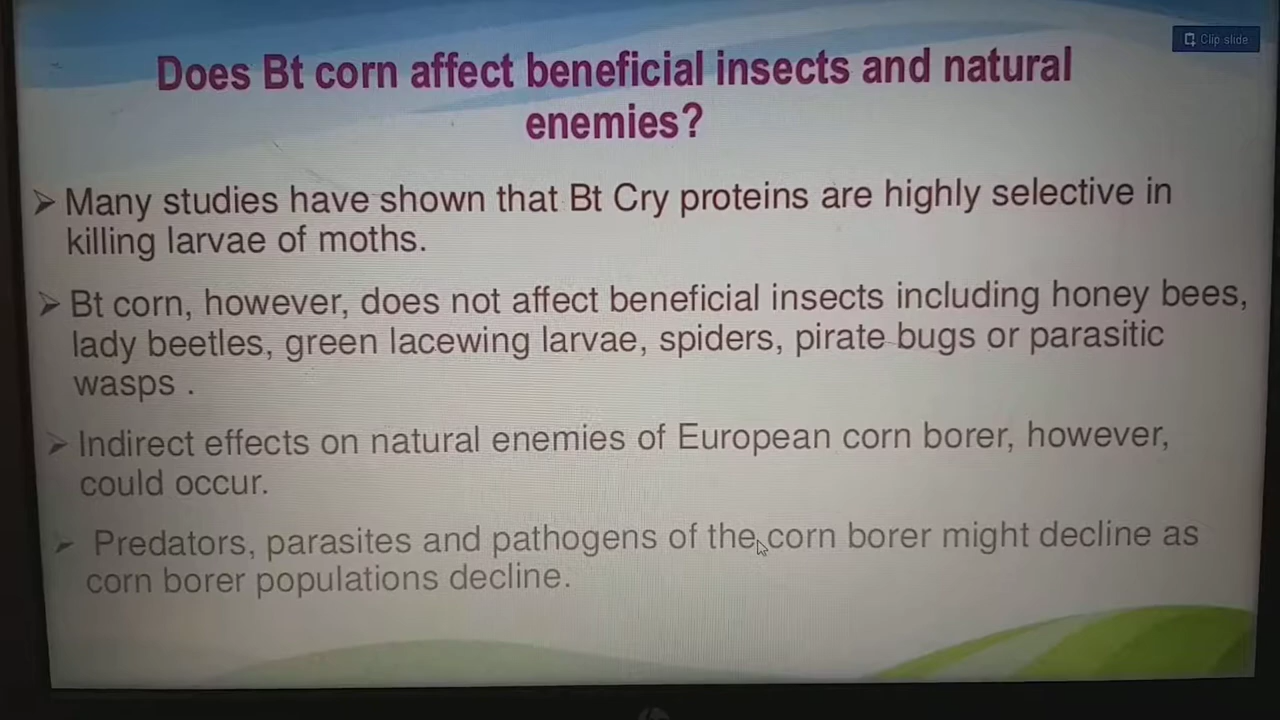 Clip slide
Does Bt corn affect beneficial insects and natural
enemies?
➢ Many studies have shown that Bt Cry proteins are highly selective in
killing larvae of moths.
➢ Bt corn, however, does not affect beneficial insects including honey bees,
lady beetles, green lacewing larvae, spiders, pirate bugs or parasitic
wasps .
➢ Indirect effects on natural enemies of European corn borer, however,
could occur.
➢ Predators, parasites and pathogens of the corn borer might decline as
corn borer populations decline.